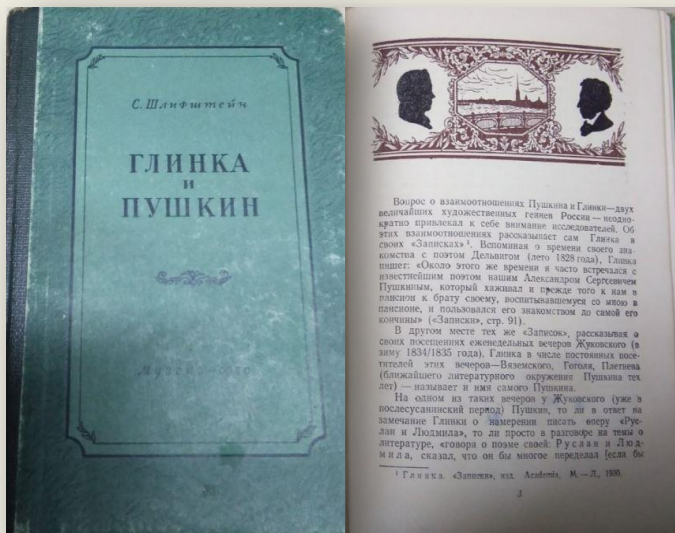 С. Шлифштейн
ГЛИНКА
И
ПУШКИН
Музгиз · 1950
Вопрос о взаимоотношениях Пушкина и Глинки—двух
величайших художественных гениев России — неодно-
кратно привлекал к себе внимание исследователей. Об
этих взаимоотношениях рассказывает сам Глинка в
своих «Записках» ¹. Вспоминая о времени своего зна-
комства с поэтом Дельвигом (лето 1828 года), Глинка
пишет: «Около этого же времени я часто встречался с
известнейшим поэтом нашим Александром Сергеевичем
Пушкиным, который хаживал и прежде того к нам в
пансион к брату своему, воспитывавшемуся со мною в
пансионе, и пользовался его знакомством до самой его
кончины» («Записки», стр. 91).
В другом месте тех же «Записок», рассказывая о
своих посещениях еженедельных вечеров Жуковского (в
зиму 1834/1835 года), Глинка в числе постоянных посе-
тителей этих вечеров—Вяземского, Гоголя, Плетнева
(ближайшего литературного окружения Пушкина тех
лет) — называет и имя самого Пушкина.
На одном из таких вечеров у Жуковского (уже в
послесусанинский период) Пушкин, то ли в ответ на
замечание Глинки о намерении писать оперу «Рус-
лан и Людмила», то ли просто в разговоре на темы о
литературе, «говоря о поэме своей: Руслан и Люд-
мила, сказал, что он бы многое переделал [если бы
¹ Глинка. «Записки», изд. Academia, М. — Л., 1930.
3